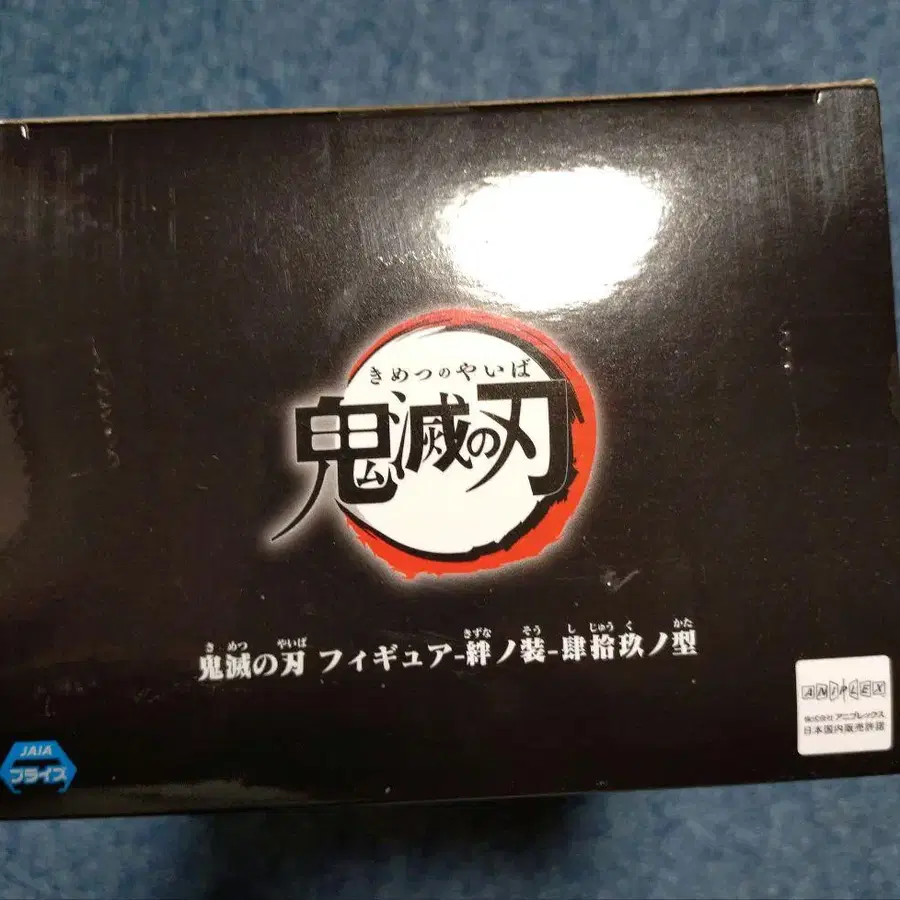 きめつのやいば
鬼滅の刃
き めつ やいば きずな そう し じゅう く かた
鬼滅の刃 フィギュア-絆ノ装-肆拾玖ノ型
ANIPLEX
株式会社アニプレックス
日本国内販売許諾
JAIA
プライズ